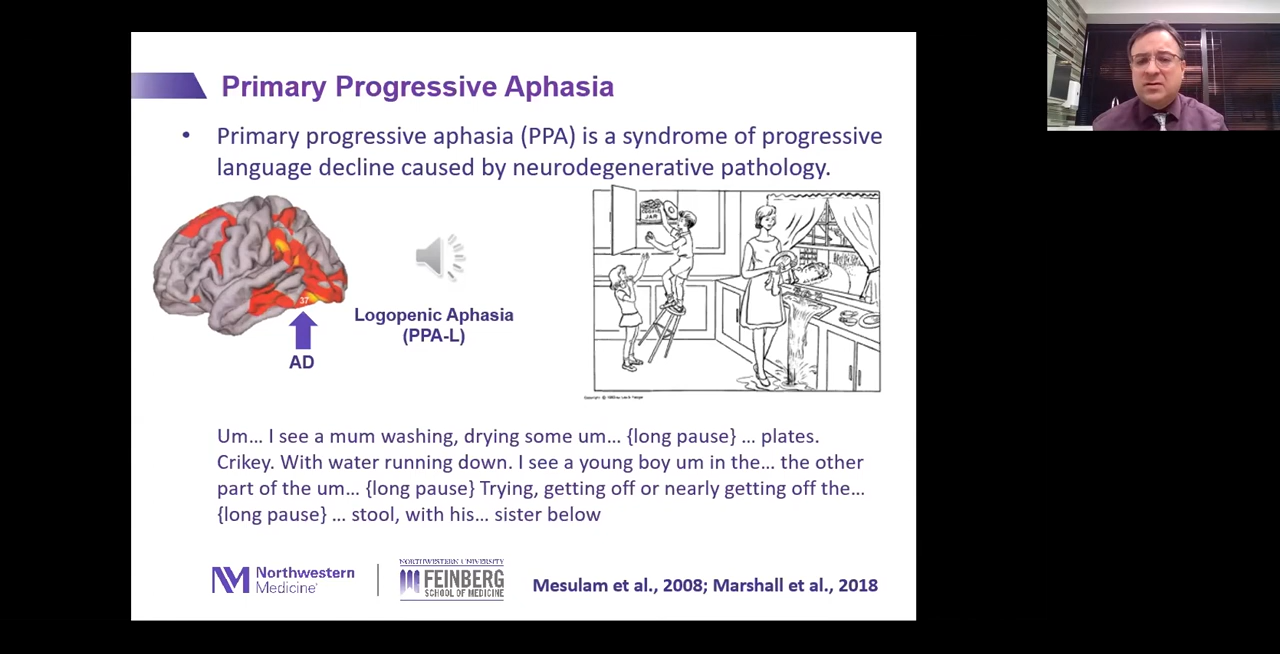 Primary Progressive Aphasia
• Primary progressive aphasia (PPA) is a syndrome of progressive
language decline caused by neurodegenerative pathology.
COOKIE
JAR
37
AD
Logopenic Aphasia
(PPA-L)
Um... I see a mum washing, drying some um... {long pause} ... plates.
Crikey. With water running down. I see a young boy um in the... the other
part of the um... {long pause} Trying, getting off or nearly getting off the...
{long pause} ... stool, with his... sister below
Northwestern
Medicine
NORTHWESTERN UNIVERSITY
FEINBERG
SCHOOL OF MEDICINE
Mesulam et al., 2008; Marshall et al., 2018